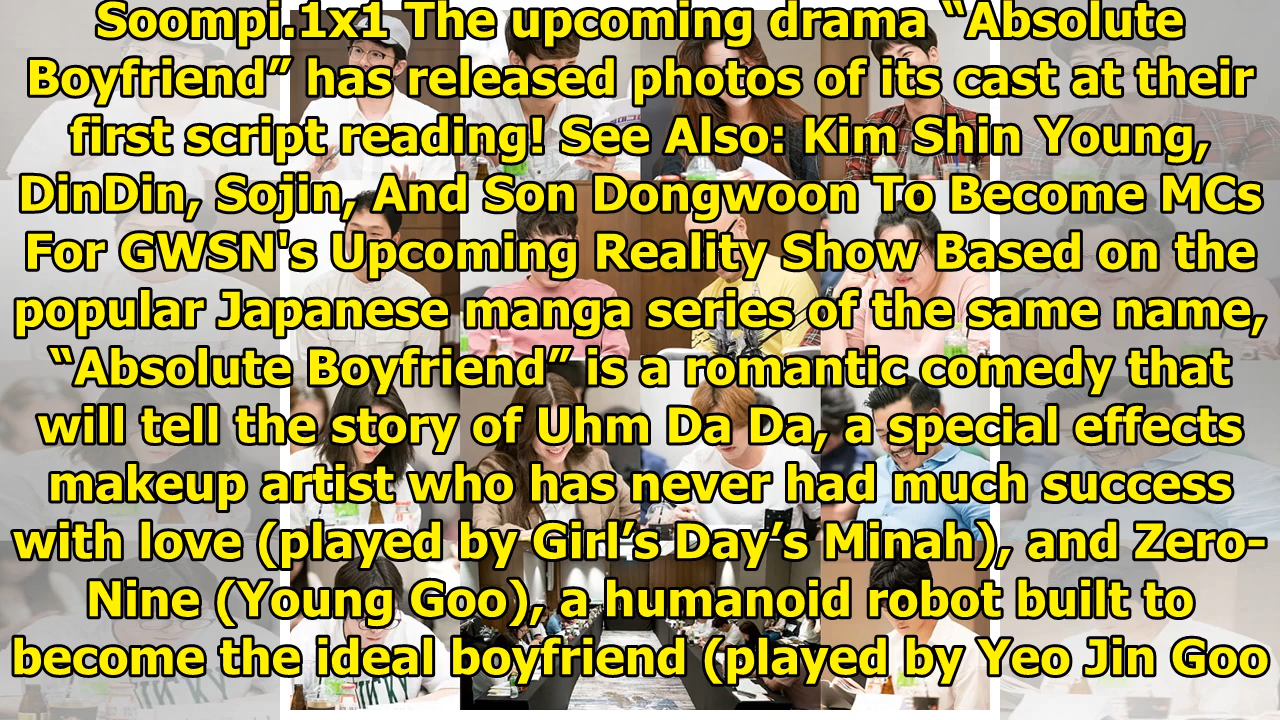 Soompi.1x1 The upcoming drama “Absolute
Boyfriend” has released photos of its cast at their
first script reading! See Also: Kim Shin Young,
DinDin, Sojin, And Son Dongwoon To Become MCs
For GWSN's Upcoming Reality Show Based on the
popular Japanese manga series of the same name,
“Absolute Boyfriend” is a romantic comedy that
will tell the story of Uhm Da Da, a special effects
makeup artist who has never had much success
with love (played by Girl’s Day’s Minah), and Zero-
Nine (Young Goo), a humanoid robot built to
become the ideal boyfriend (played by Yeo Jin Goo